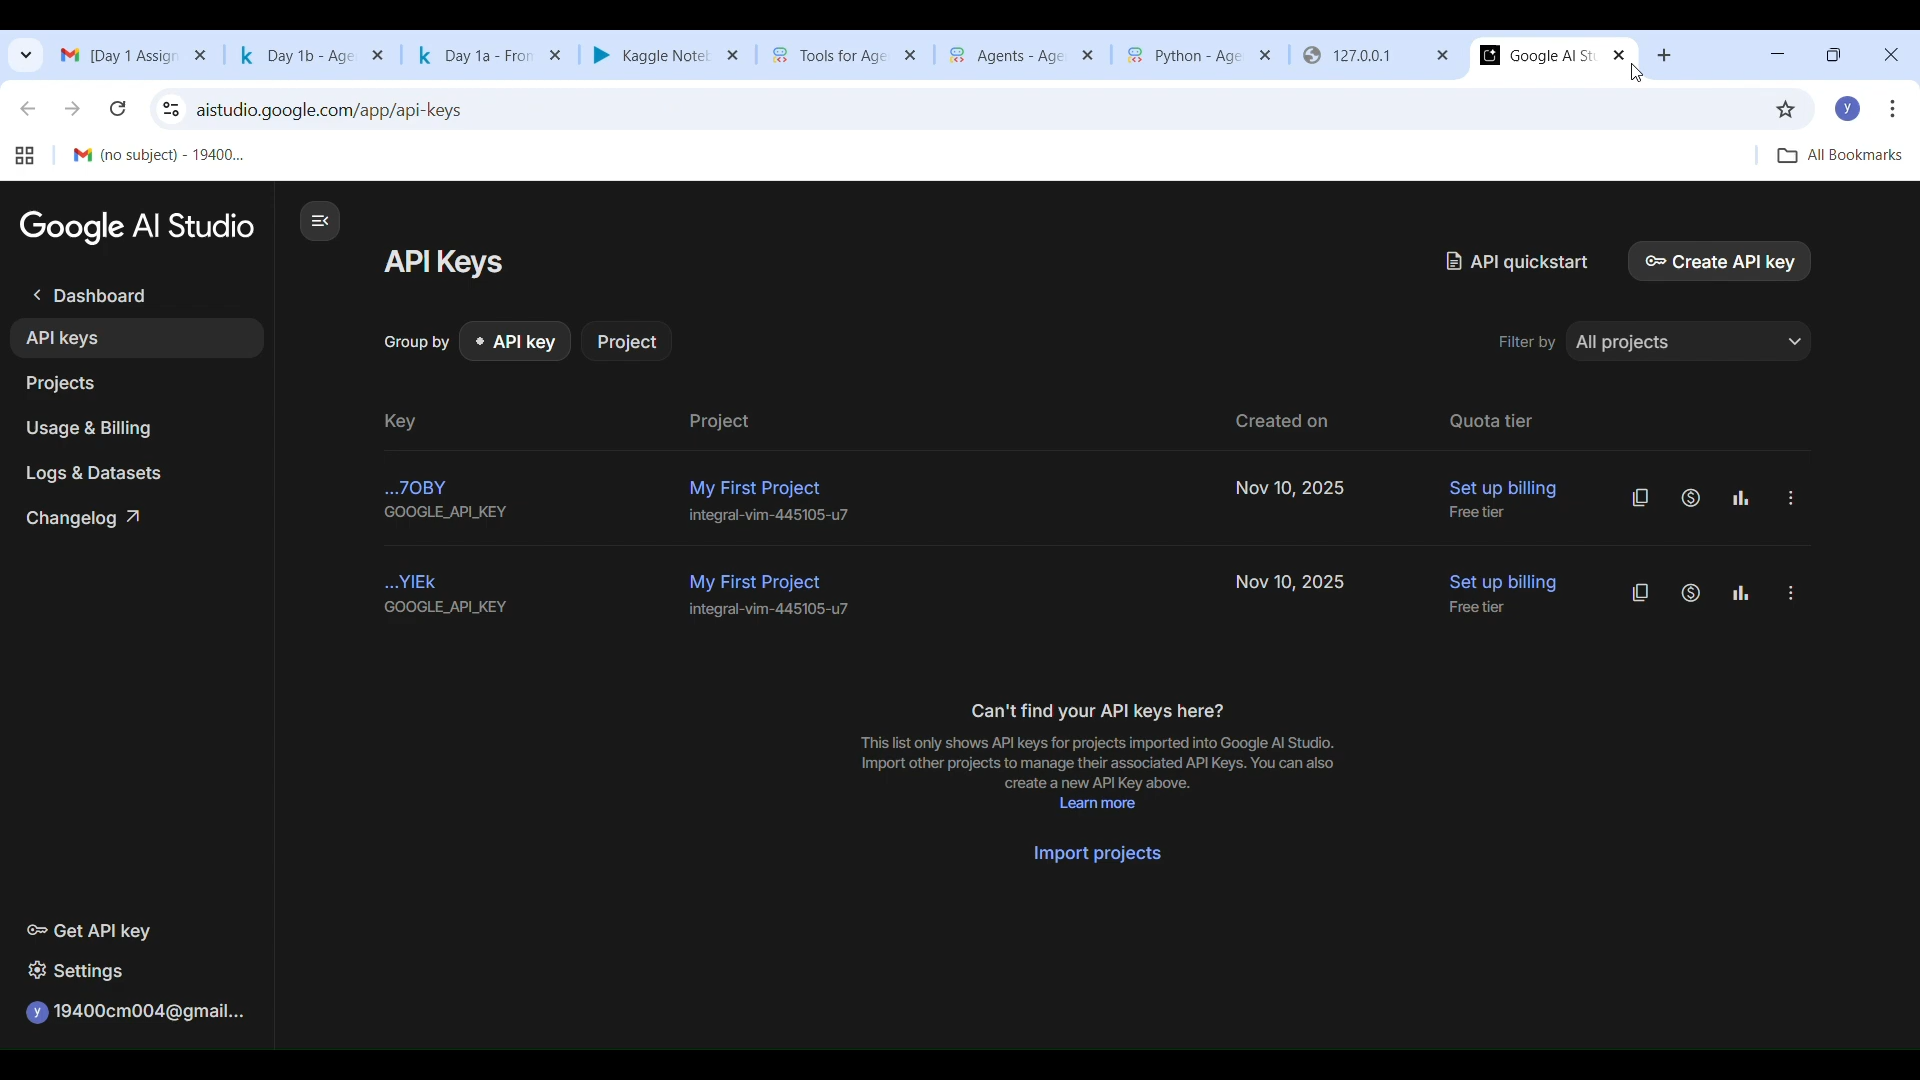 [Day 1 Assign
Day 1b - Age
Day 1a - Fron
Kaggle Noteb
Tools for Age
Agents - Age
Python - Age
127.0.0.1
Google AI Stu
aistudio.google.com/app/api-keys
y
(no subject) - 19400...
All Bookmarks
Google AI Studio
Dashboard
API keys
Projects
Usage & Billing
Logs & Datasets
Changelog
Get API key
Settings
y 19400cm004@gmail...
API Keys
API quickstart
Create API key
Group by API key Project
Filter by All projects
Key Project Created on Quota tier
...7OBY My First Project Nov 10, 2025 Set up billing
GOOGLE_API_KEY integral-vim-445105-u7 Free tier
...YIEk My First Project Nov 10, 2025 Set up billing
GOOGLE_API_KEY integral-vim-445105-u7 Free tier
Can't find your API keys here?
This list only shows API keys for projects imported into Google AI Studio.
Import other projects to manage their associated API Keys. You can also
create a new API Key above.
Learn more
Import projects